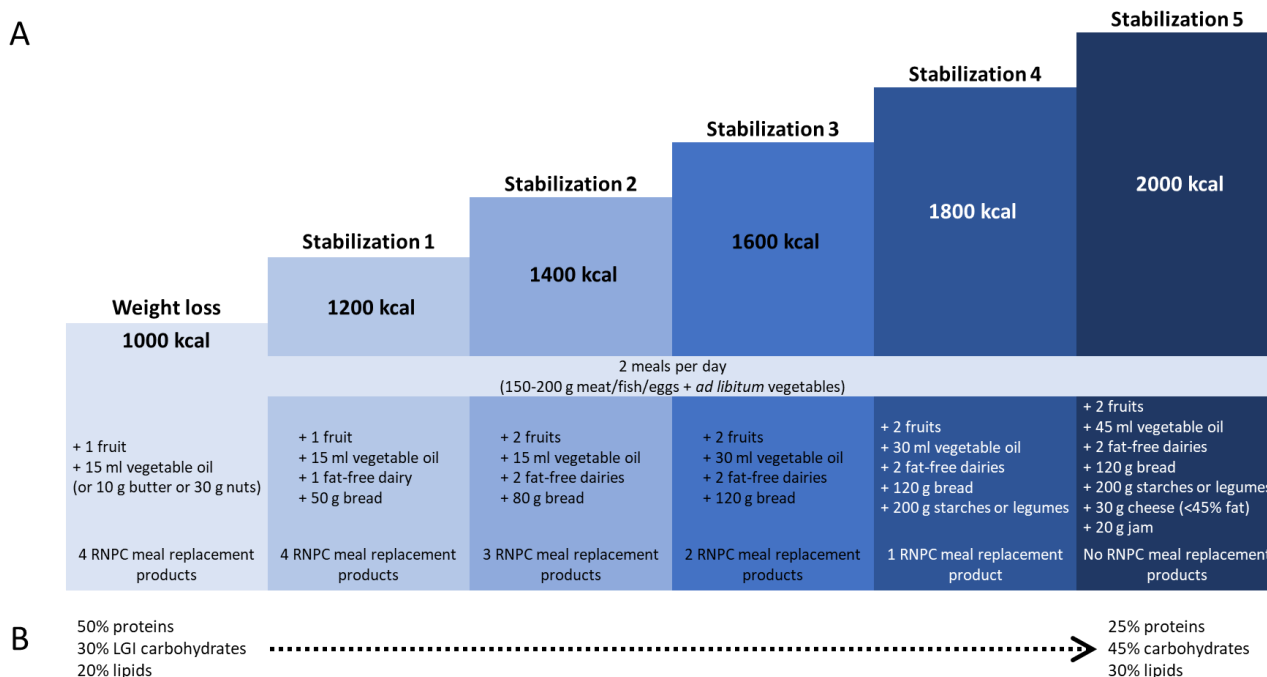 A
Weight loss
1000 kcal
Stabilization 1
1200 kcal
Stabilization 2
1400 kcal
Stabilization 3
1600 kcal
Stabilization 4
1800 kcal
Stabilization 5
2000 kcal
2 meals per day
(150-200 g meat/fish/eggs + ad libitum vegetables)
+ 1 fruit
+ 15 ml vegetable oil
(or 10 g butter or 30 g nuts)
4 RNPC meal replacement
products
+ 1 fruit
+ 15 ml vegetable oil
+ 1 fat-free dairy
+ 50 g bread
4 RNPC meal replacement
products
+ 2 fruits
+ 15 ml vegetable oil
+ 2 fat-free dairies
+ 80 g bread
3 RNPC meal replacement
products
+ 2 fruits
+ 30 ml vegetable oil
+ 2 fat-free dairies
+ 120 g bread
2 RNPC meal replacement
products
+ 2 fruits
+ 30 ml vegetable oil
+ 2 fat-free dairies
+ 120 g bread
+ 200 g starches or legumes
1 RNPC meal replacement
product
+ 2 fruits
+ 45 ml vegetable oil
+ 2 fat-free dairies
+ 120 g bread
+ 200 g starches or legumes
+ 30 g cheese (<45% fat)
+ 20 g jam
No RNPC meal replacement
products
B
50% proteins
30% LGI carbohydrates
20% lipids
25% proteins
45% carbohydrates
30% lipids